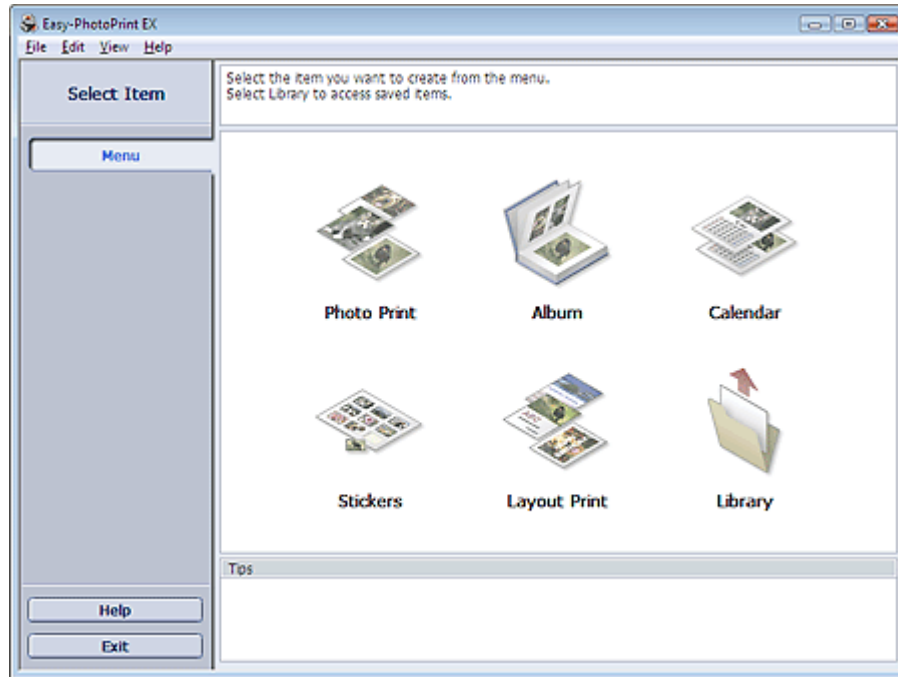 Easy-PhotoPrint EX
File Edit View Help
Select Item
Select the item you want to create from the menu.
Select Library to access saved items.
Menu
Photo Print
Album
Calendar
Stickers
Layout Print
Library
Tips
Help
Exit